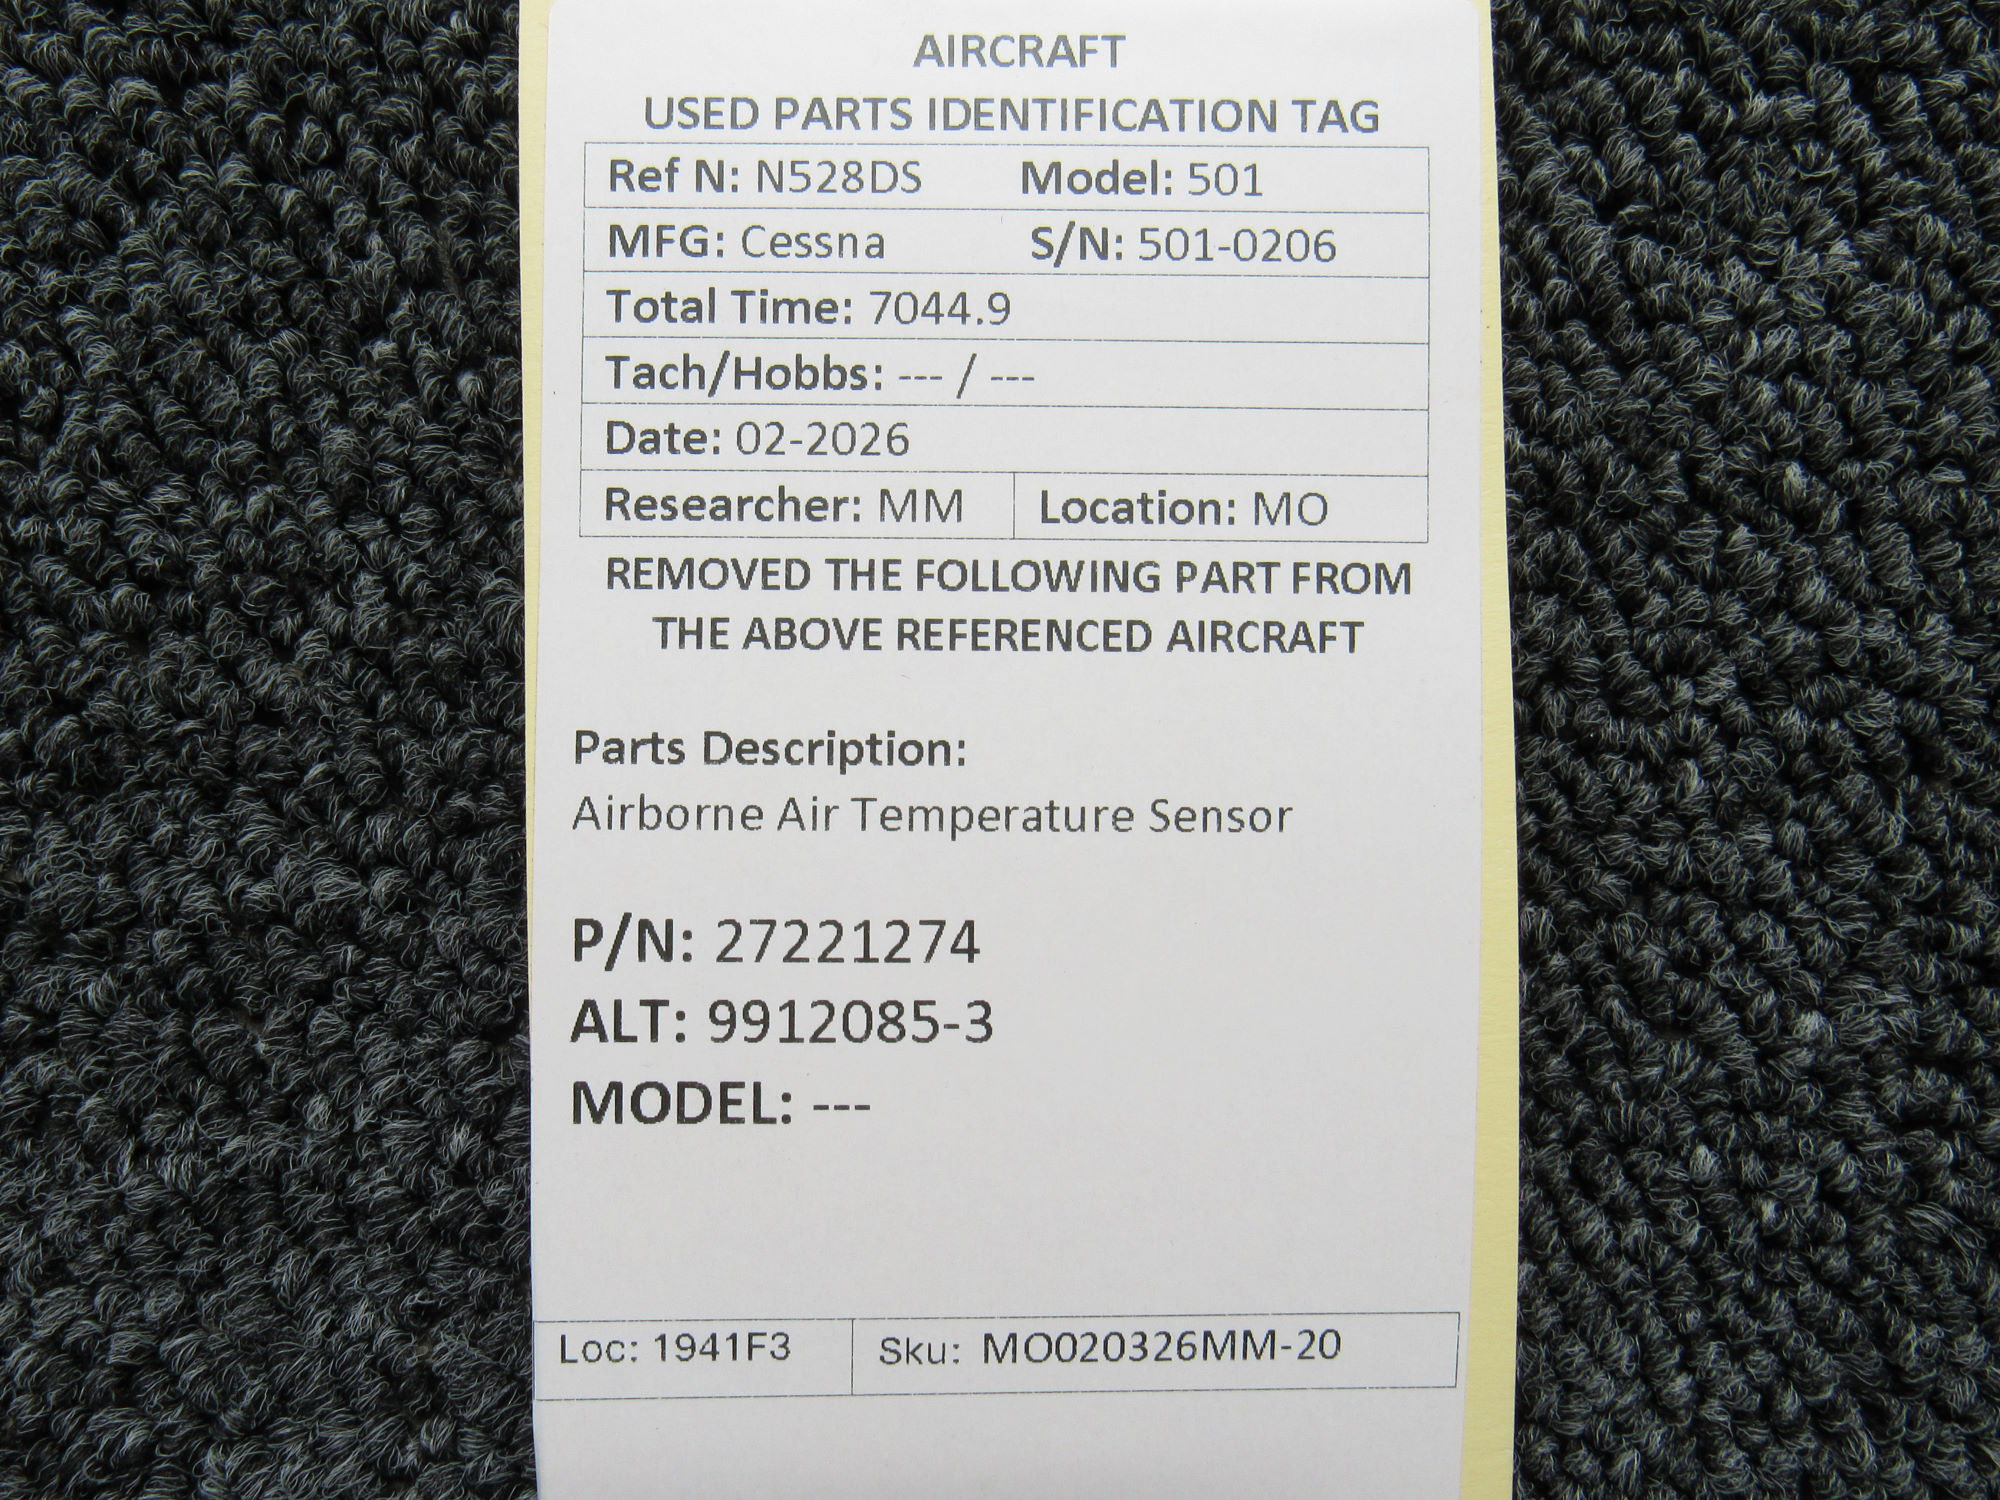 AIRCRAFT
USED PARTS IDENTIFICATION TAG
Ref N: N528DS Model: 501
MFG: Cessna S/N: 501-0206
Total Time: 7044.9
Tach/Hobbs: --- / ---
Date: 02-2026
Researcher: MM Location: MO
REMOVED THE FOLLOWING PART FROM
THE ABOVE REFERENCED AIRCRAFT
Parts Description:
Airborne Air Temperature Sensor
P/N: 27221274
ALT: 9912085-3
MODEL: ---
Loc: 1941F3 Sku: MO020326MM-20